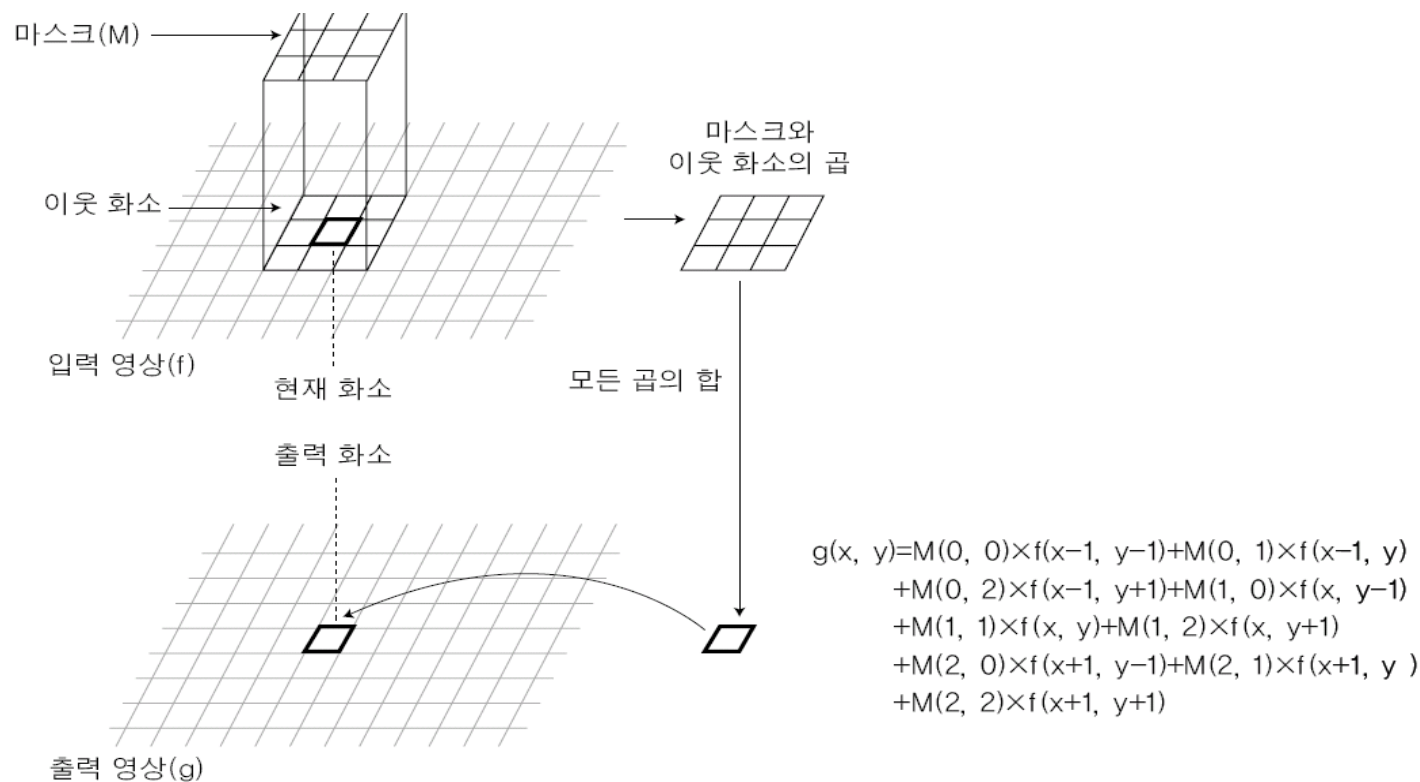 마스크(M)
마스크와
이웃 화소의 곱
이웃 화소
입력 영상(f)
현재 화소
모든 곱의 합
출력 화소
g(x, y)=M(0, 0)×f(x-1, y-1)+M(0, 1)×f(x-1, y)
+M(0, 2)×f(x-1, y+1)+M(1, 0)×f(x, y-1)
+M(1, 1)×f(x, y)+M(1, 2)×f(x, y+1)
+M(2, 0)×f(x+1, y-1)+M(2, 1)×f(x+1, y )
+M(2, 2)×f(x+1, y+1)
출력 영상(g)